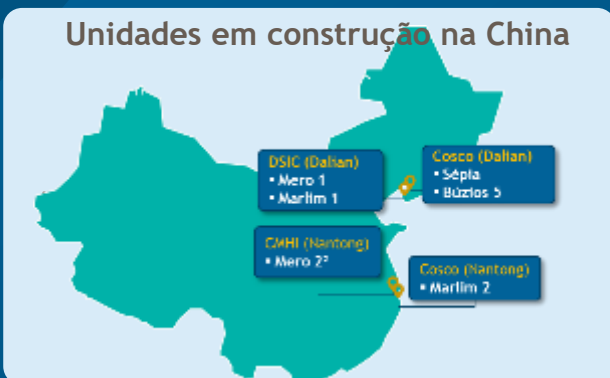 Unidades em construção na China
DSIC (Dalian)
• Mero 1
• Marlim 1
Cosco (Dalian)
• Sépia
• Búzios 5
CMHI (Nantong)
• Mero 2²
Cosco (Nantong)
• Marlim 2